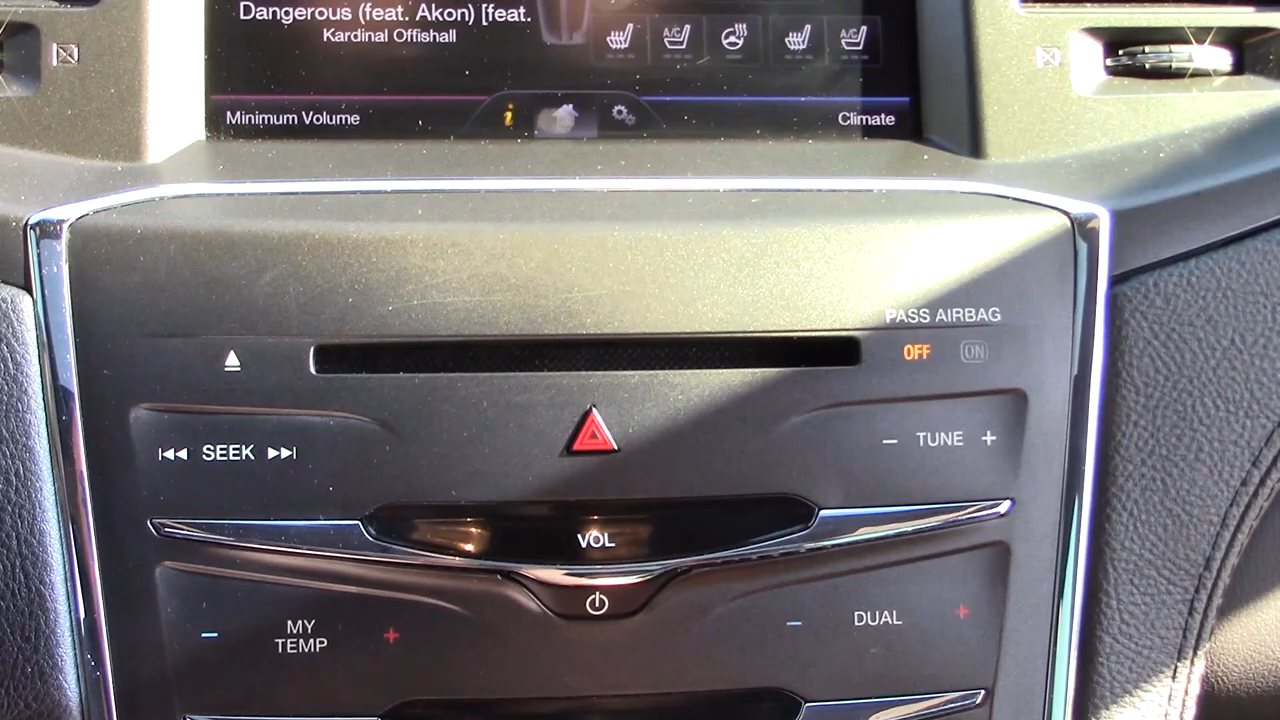 Dangerous (feat. Akon) [feat.
Kardinal Offishall
A/C
A/C
Minimum Volume
i
Climate
PASS AIRBAG
OFF ON
SEEK
- TUNE +
VOL
- MY TEMP +
- DUAL +